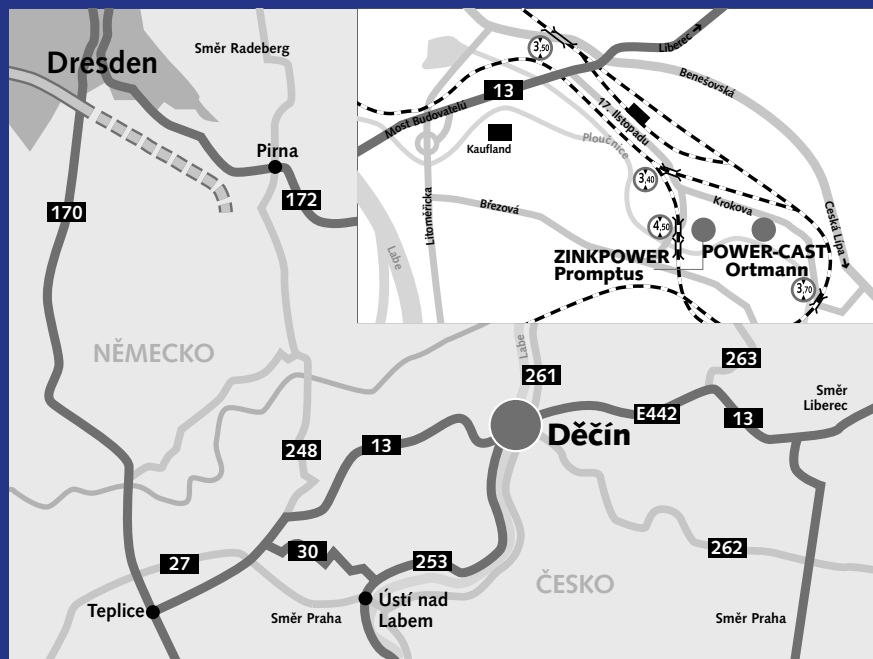 Dresden
Směr Radeberg
Pirna
170
172
NĚMECKO
Most Budovatelů
13
Kaufland
3,50
Liberec
Benešovská
17. listopadu
Ploučnice
3,40
Litoměřická
Březová
Labe
4,50
Krokova
Česká Lípa
ZINKPOWER
Promptus
POWER-CAST
Ortmann
3,70
Labe
261
263
Děčín
E442
13
Směr
Liberec
248
13
262
27
30
253
ČESKO
Teplice
Směr Praha
Ústí nad
Labem
Směr Praha